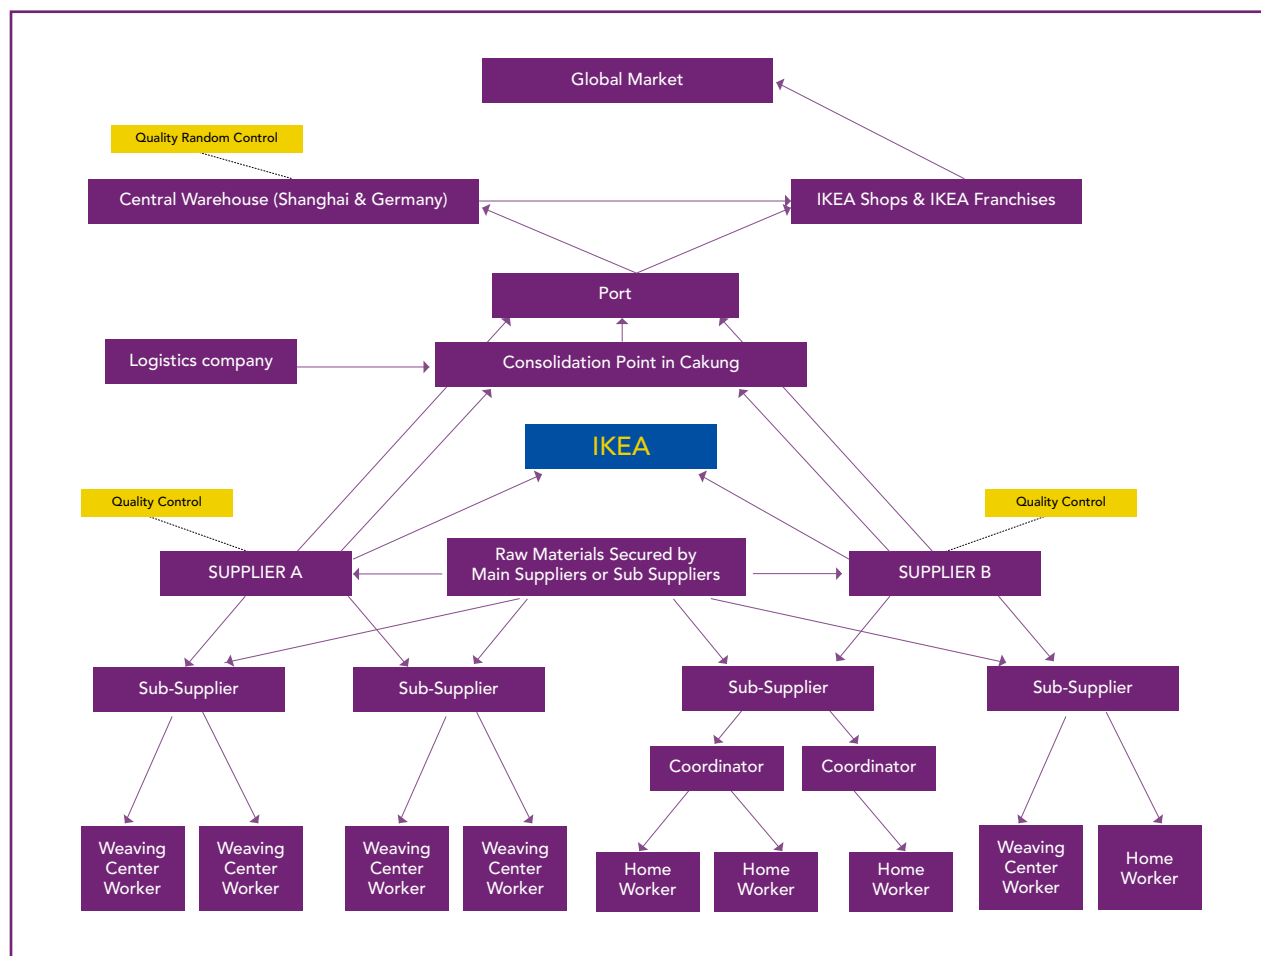 Global Market
Quality Random Control
Central Warehouse (Shanghai & Germany)
IKEA Shops & IKEA Franchises
Port
Logistics company
Consolidation Point in Cakung
IKEA
Quality Control
Quality Control
SUPPLIER A
Raw Materials Secured by
Main Suppliers or Sub Suppliers
SUPPLIER B
Sub-Supplier
Sub-Supplier
Sub-Supplier
Sub-Supplier
Coordinator
Coordinator
Weaving
Center
Worker
Weaving
Center
Worker
Weaving
Center
Worker
Weaving
Center
Worker
Home
Worker
Home
Worker
Home
Worker
Weaving
Center
Worker
Home
Worker